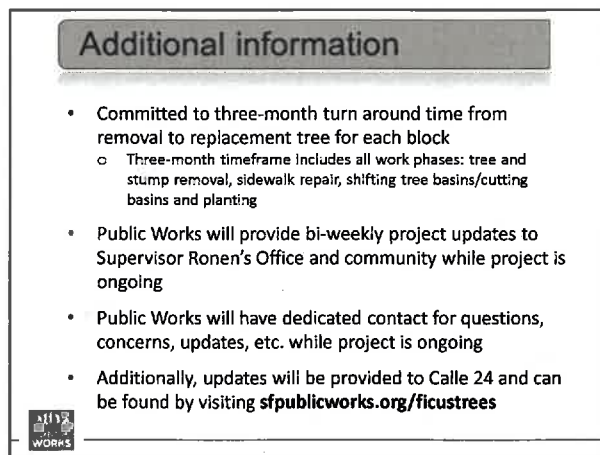 Additional information
• Committed to three-month turn around time from
removal to replacement tree for each block
o Three-month timeframe includes all work phases: tree and
stump removal, sidewalk repair, shifting tree basins/cutting
basins and planting
• Public Works will provide bi-weekly project updates to
Supervisor Ronen's Office and community while project is
ongoing
• Public Works will have dedicated contact for questions,
concerns, updates, etc. while project is ongoing
• Additionally, updates will be provided to Calle 24 and can
be found by visiting sfpublicworks.org/ficustrees
WORKS